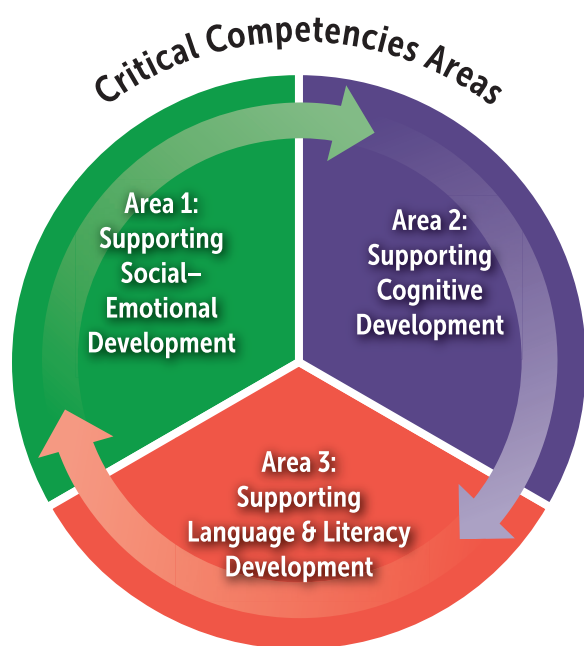 Critical Competencies Areas
Area 1:
Supporting
Social–
Emotional
Development
Area 2:
Supporting
Cognitive
Development
Area 3:
Supporting
Language & Literacy
Development